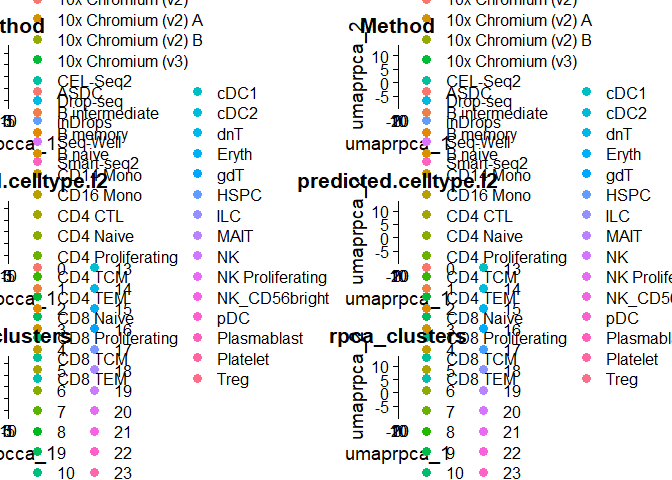 10x Chromium (v2)
10x Chromium (v2) A
10x Chromium (v2) B
10x Chromium (v3)
CEL-Seq2
Drop-seq
inDrops
Seq-Well
Smart-seq2
ASDC
B intermediate
B memory
B naive
CD14 Mono
CD16 Mono
CD4 CTL
CD4 Naive
CD4 Proliferating
CD4 TCM
CD4 TEM
CD8 Naive
CD8 Proliferating
CD8 TCM
CD8 TEM
cDC1
cDC2
dnT
Eryth
gdT
HSPC
ILC
MAIT
NK
NK Proliferating
NK_CD56bright
pDC
Plasmablast
Platelet
Treg
0
1
2
3
4
5
6
7
8
9
10
13
14
15
16
17
18
19
20
21
22
23
thod
d.celltype.l2
clusters
pcca_1
pcca_1
pcca_1
Method
umaprpca_2
10
5
0
-5
umaprpca_1
10x Chromium (v2)
10x Chromium (v2) A
10x Chromium (v2) B
10x Chromium (v3)
CEL-Seq2
Drop-seq
inDrops
Seq-Well
Smart-seq2
predicted.celltype.l2
10
5
0
-5
umaprpca_1
ASDC
B intermediate
B memory
B naive
CD14 Mono
CD16 Mono
CD4 CTL
CD4 Naive
CD4 Proliferating
CD4 TCM
CD4 TEM
CD8 Naive
CD8 Proliferating
CD8 TCM
CD8 TEM
cDC1
cDC2
dnT
Eryth
gdT
HSPC
ILC
MAIT
NK
NK Prolife
NK_CD56
pDC
Plasmabl
Platelet
Treg
rpca_clusters
10
5
0
-5
umaprpca_1
0
1
2
3
4
5
6
7
8
9
10
13
14
15
16
17
18
19
20
21
22
23